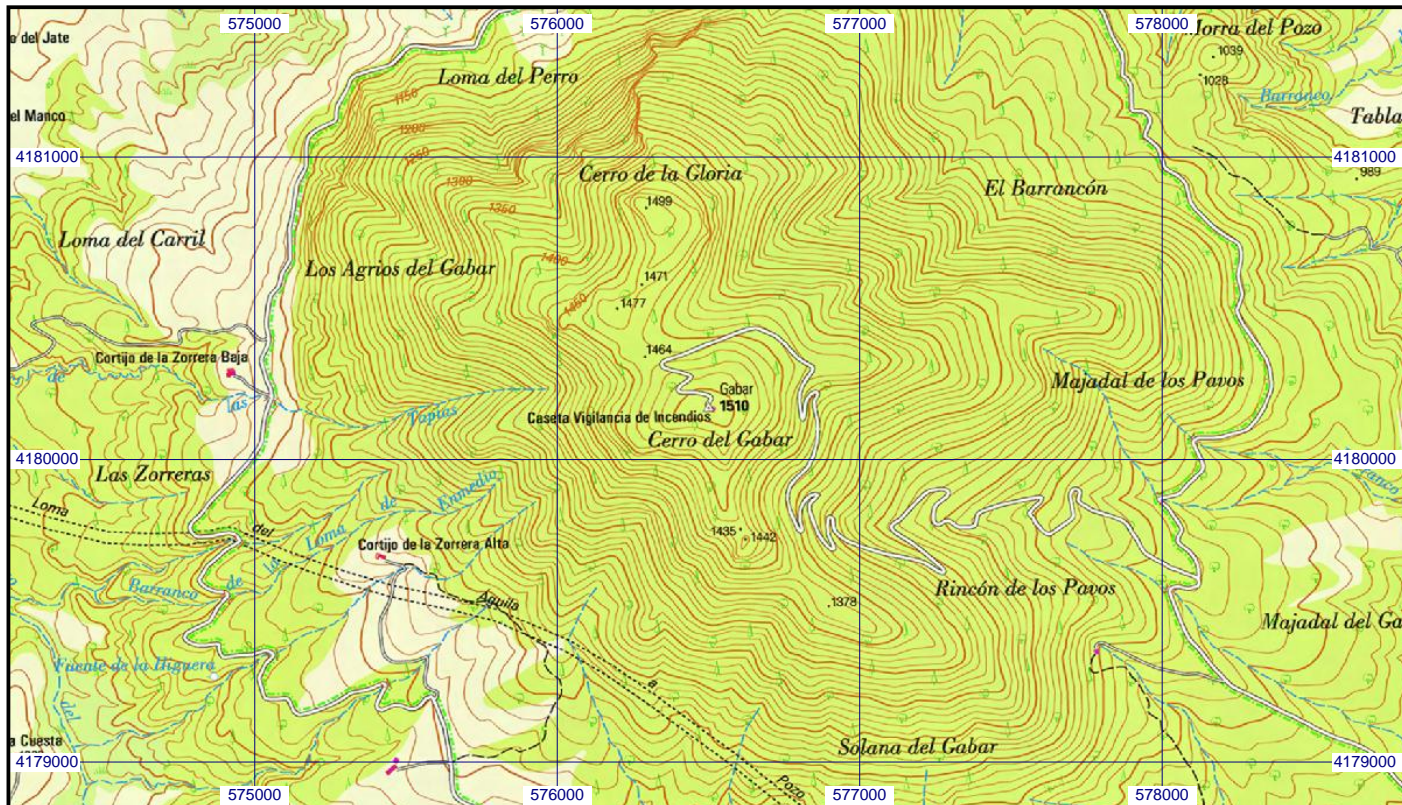 575000
576000
577000
578000
Morra del Pozo
o del Jate
1039
Loma del Perro
1028
1150
Barranco
el Manco
Tabla
1200
4181000
4181000
1250
Cerro de la Gloria
989
1300
El Barrancón
1499
1350
Loma del Carril
1400
Los Agrios del Gabar
1471
1450
1477
1464
Cortijo de la Zorrera Baja
de
Majadal de los Pavos
Gabar
las
1510
Tapias
Caseta Vigilancia de Incendios
Cerro del Gabar
4180000
4180000
Las Zorreras
Enmedio
de
Loma
del
Loma
1435
1442
Cortijo de la Zorrera Alta
la
de
Barranco
Rincón de los Pavos
Aguila
1378
Majadal del Ga
Fuente de la Higuera
a
del
a Cuesta
Solana del Gabar
4179000
4179000
Pozo
575000
576000
577000
578000